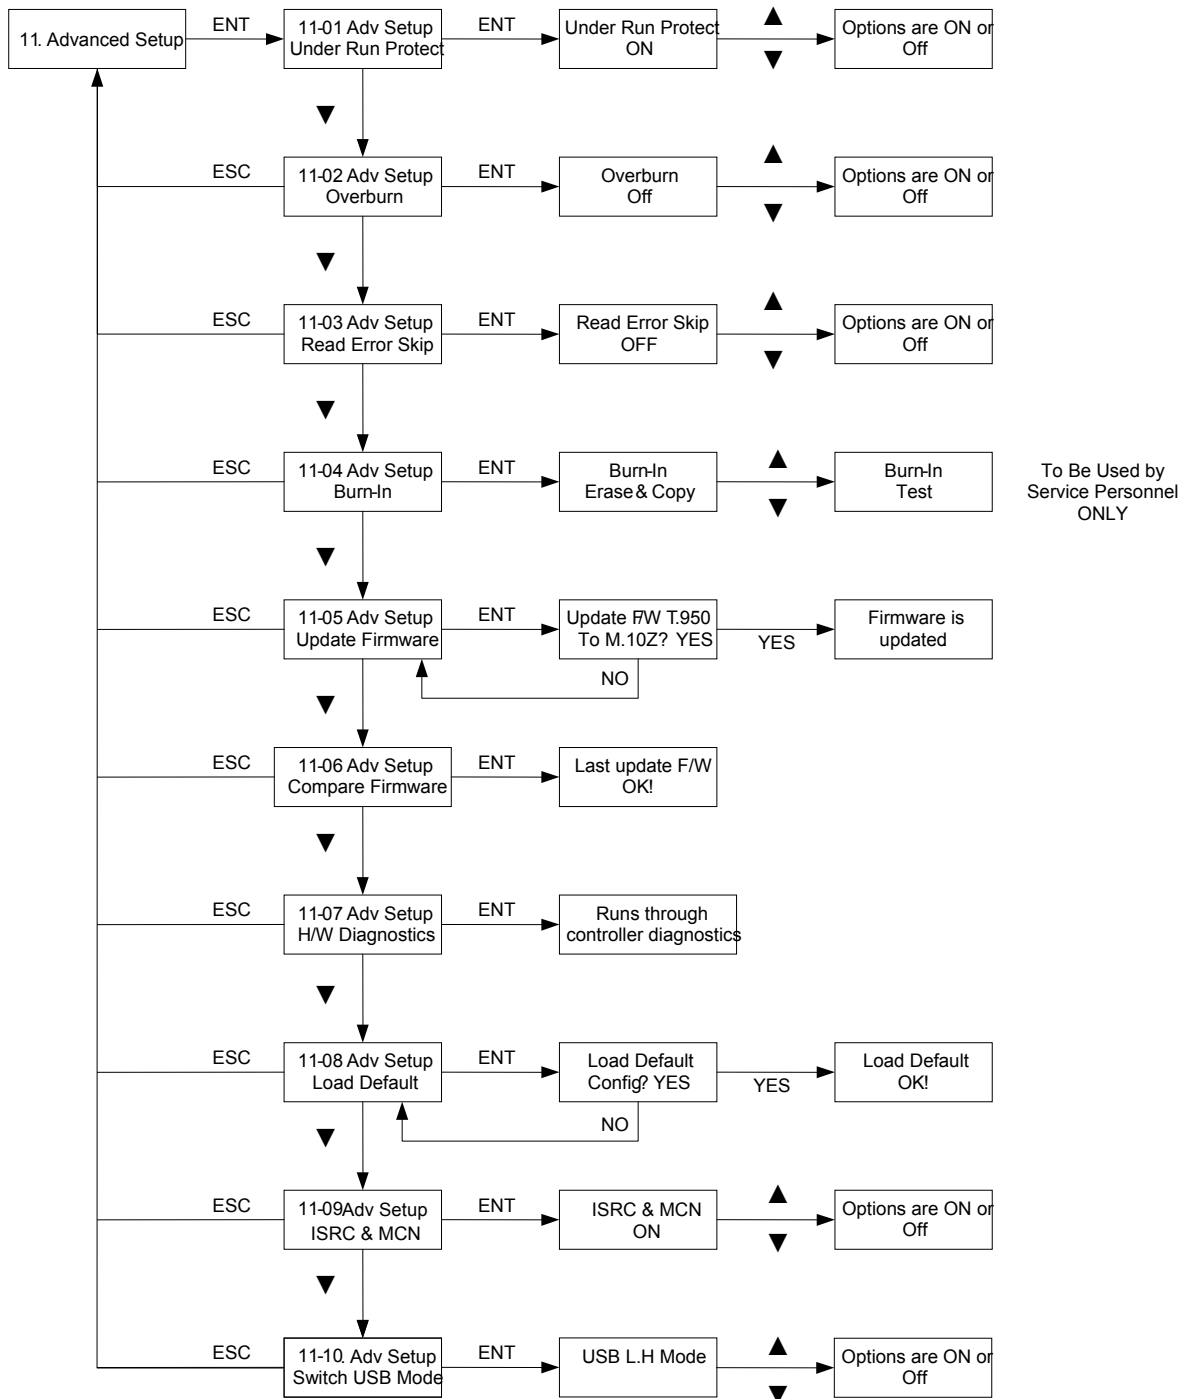 11. Advanced Setup
ENT
11-01 Adv Setup
Under Run Protect
ENT
Under Run Protect
ON
▲
▼
Options are ON or
Off
▼
ESC
11-02 Adv Setup
Overburn
ENT
Overburn
Off
▲
▼
Options are ON or
Off
▼
ESC
11-03 Adv Setup
Read Error Skip
ENT
Read Error Skip
OFF
▲
▼
Options are ON or
Off
▼
ESC
11-04 Adv Setup
Burn-In
ENT
Burn-In
Erase & Copy
▲
▼
Burn-In
Test
To Be Used by
Service Personnel
ONLY
▼
ESC
11-05 Adv Setup
Update Firmware
ENT
Update F/W T.950
To M.10Z? YES
YES
Firmware is
updated
NO
▼
ESC
11-06 Adv Setup
Compare Firmware
ENT
Last update F/W
OK!
▼
ESC
11-07 Adv Setup
H/W Diagnostics
ENT
Runs through
controller diagnostics
▼
ESC
11-08 Adv Setup
Load Default
ENT
Load Default
Config? YES
YES
Load Default
OK!
NO
▼
ESC
11-09Adv Setup
ISRC & MCN
ENT
ISRC & MCN
ON
▲
▼
Options are ON or
Off
▼
ESC
11-10. Adv Setup
Switch USB Mode
ENT
USB L.H Mode
▲
▼
Options are ON or
Off